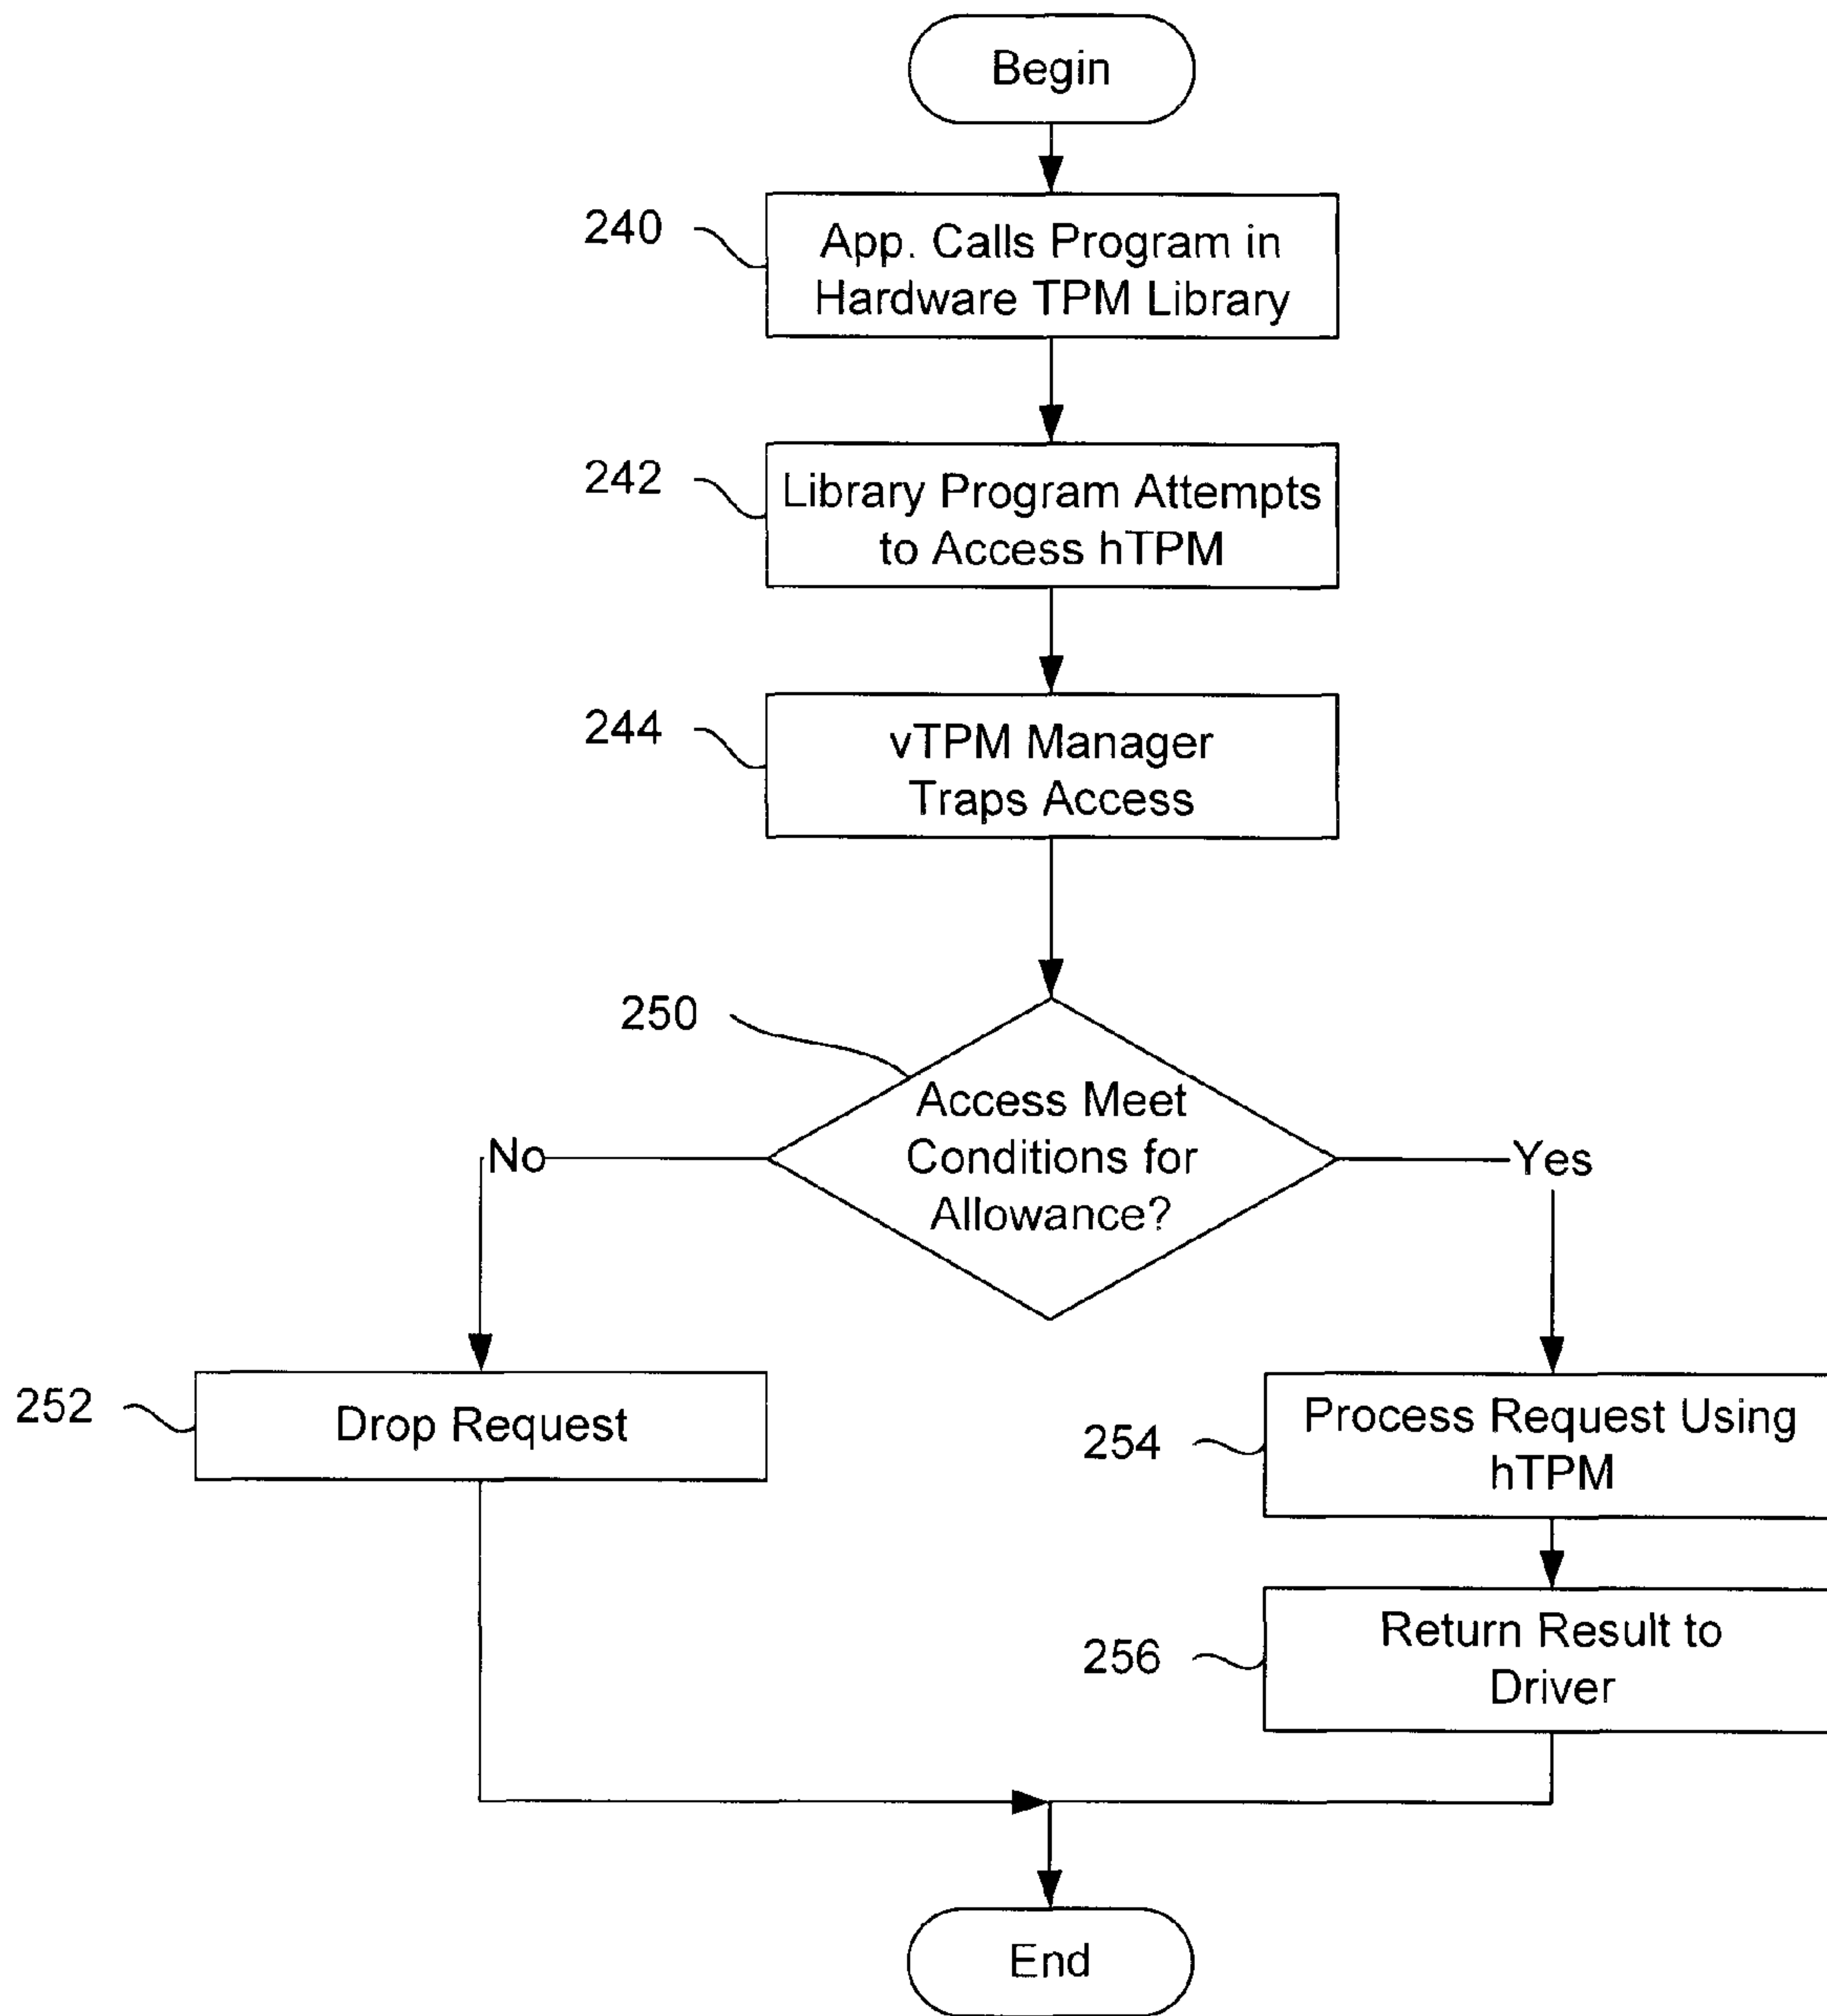 Begin
240
App. Calls Program in
Hardware TPM Library
242
Library Program Attempts
to Access hTPM
244
vTPM Manager
Traps Access
250
Access Meet
Conditions for
Allowance?
No
Yes
252
Drop Request
254
Process Request Using
hTPM
256
Return Result to
Driver
End